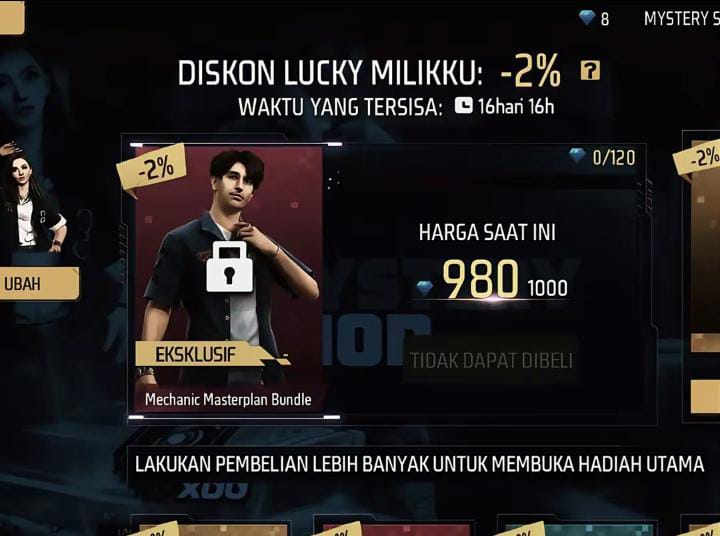 8 MYSTERY S
DISKON LUCKY MILIKKU: -2% ?
WAKTU YANG TERSISA: 16hari 16h
-2%
0/120
-2%
HARGA SAAT INI
UBAH
980 1000
EKSKLUSIF
TIDAK DAPAT DIBELI
Mechanic Masterplan Bundle
LAKUKAN PEMBELIAN LEBIH BANYAK UNTUK MEMBUKA HADIAH UTAMA